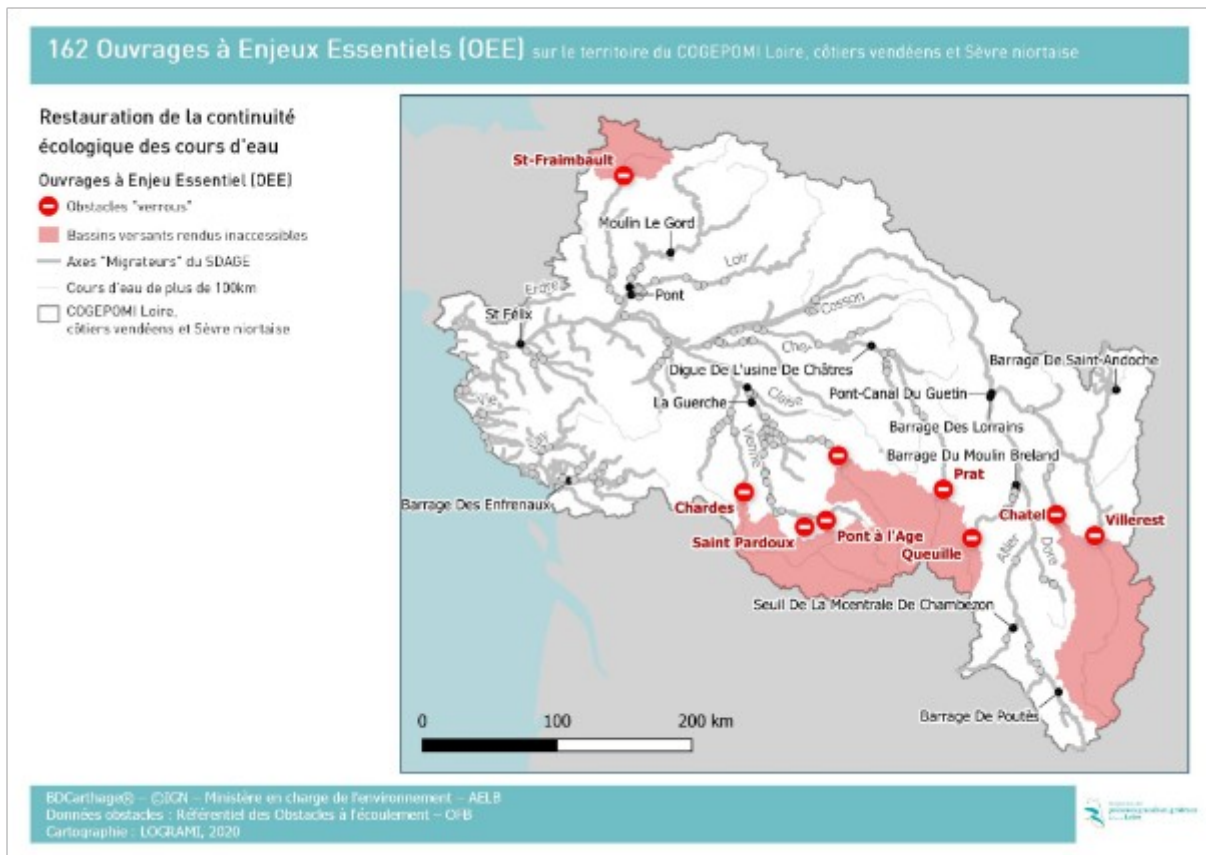 162 Ouvrages à Enjeux Essentiels (OEE) sur le territoire du COGEPOMI Loire, côtiers vendéens et Sèvre niortaise
Restauration de la continuité
écologique des cours d'eau
Ouvrages à Enjeu Essentiel (OEE)
Obstacles "verrous"
Bassins versants rendus inaccessibles
Axes "Migrateurs" du SDAGE
Cours d'eau de plus de 100km
COGEPOMI Loire,
côtiers vendéens et Sèvre niortaise
St-Fraimbault
Moulin Le Gord
Loir
Erdre
Pont
Cosson
St Félix
Cher
Digue De L'usine De Châtres
Barrage De Saint-Andoche
La Guerche
Claise
Pont-Canal Du Guetin
Vie
Barrage Des Lorrains
Vienne
Lay
Barrage Du Moulin Breland
Prat
Barrage Des Enfrenaux
Chardes
Chatel
Villerest
Saint Pardoux
Pont à l'Age
Queuille
Allier
Dore
Seuil De La Mcentrale De Chambezon
Barrage De Poutès
0 100 200 km
BDCarthage® – ©IGN – Ministère en charge de l'environnement – AELB
Données obstacles : Référentiel des Obstacles à l'écoulement – OFB
Cartographie : LOGRAMI, 2020